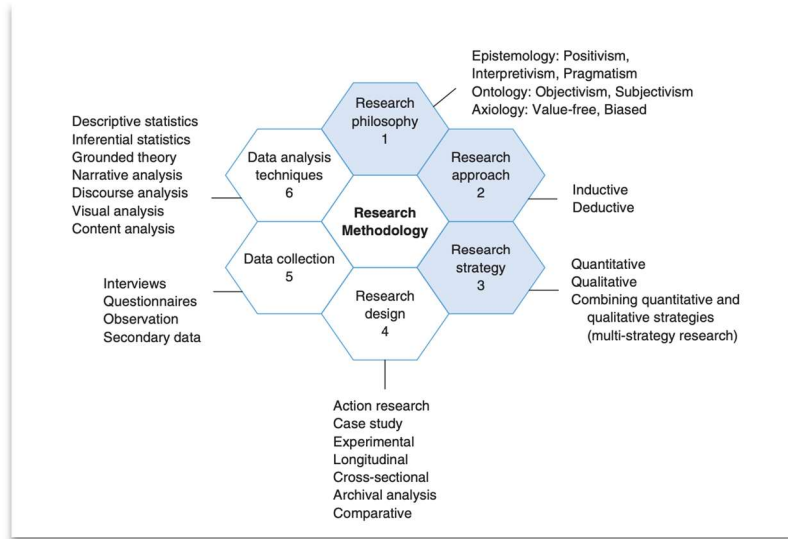 Epistemology: Positivism,
Interpretivism, Pragmatism
Ontology: Objectivism, Subjectivism
Axiology: Value-free, Biased
Research
philosophy
1
Research
approach
2
Inductive
Deductive
Research
strategy
3
Quantitative
Qualitative
Combining quantitative and
qualitative strategies
(multi-strategy research)
Research
design
4
Action research
Case study
Experimental
Longitudinal
Cross-sectional
Archival analysis
Comparative
Data collection
5
Interviews
Questionnaires
Observation
Secondary data
Data analysis
techniques
6
Descriptive statistics
Inferential statistics
Grounded theory
Narrative analysis
Discourse analysis
Visual analysis
Content analysis
Research
Methodology